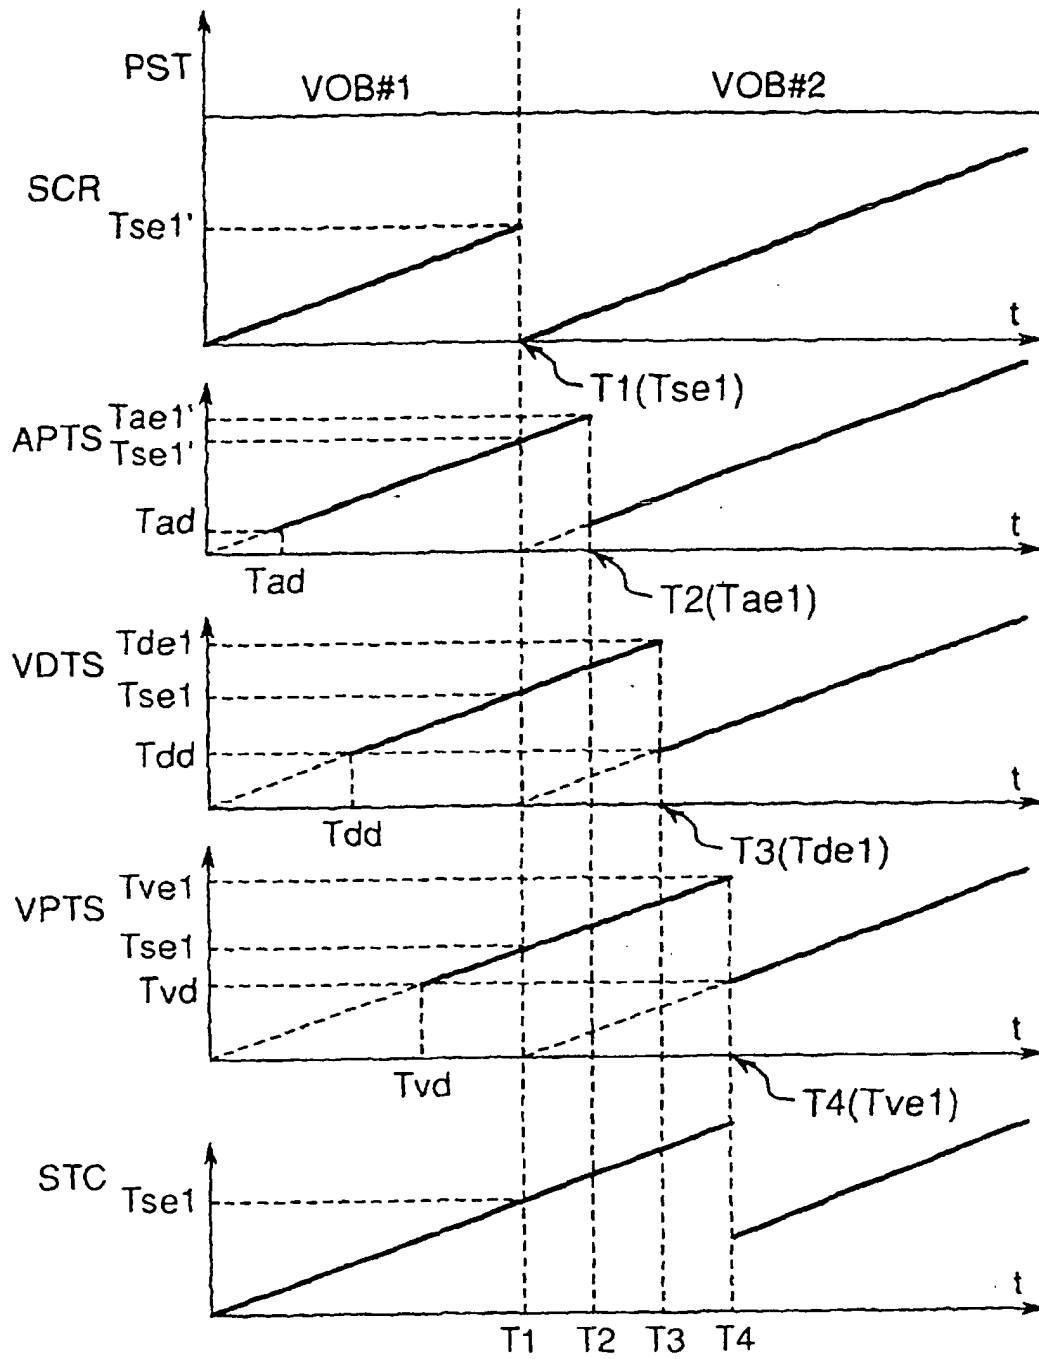 PST
VOB#1
VOB#2
SCR
Tse1'
t
T1(Tse1)
APTS
Tae1'
Tse1'
Tad
t
Tad
T2(Tae1)
VDTS
Tde1
Tse1
Tdd
t
Tdd
T3(Tde1)
VPTS
Tve1
Tse1
Tvd
t
Tvd
T4(Tve1)
STC
Tse1
t
T1 T2 T3 T4